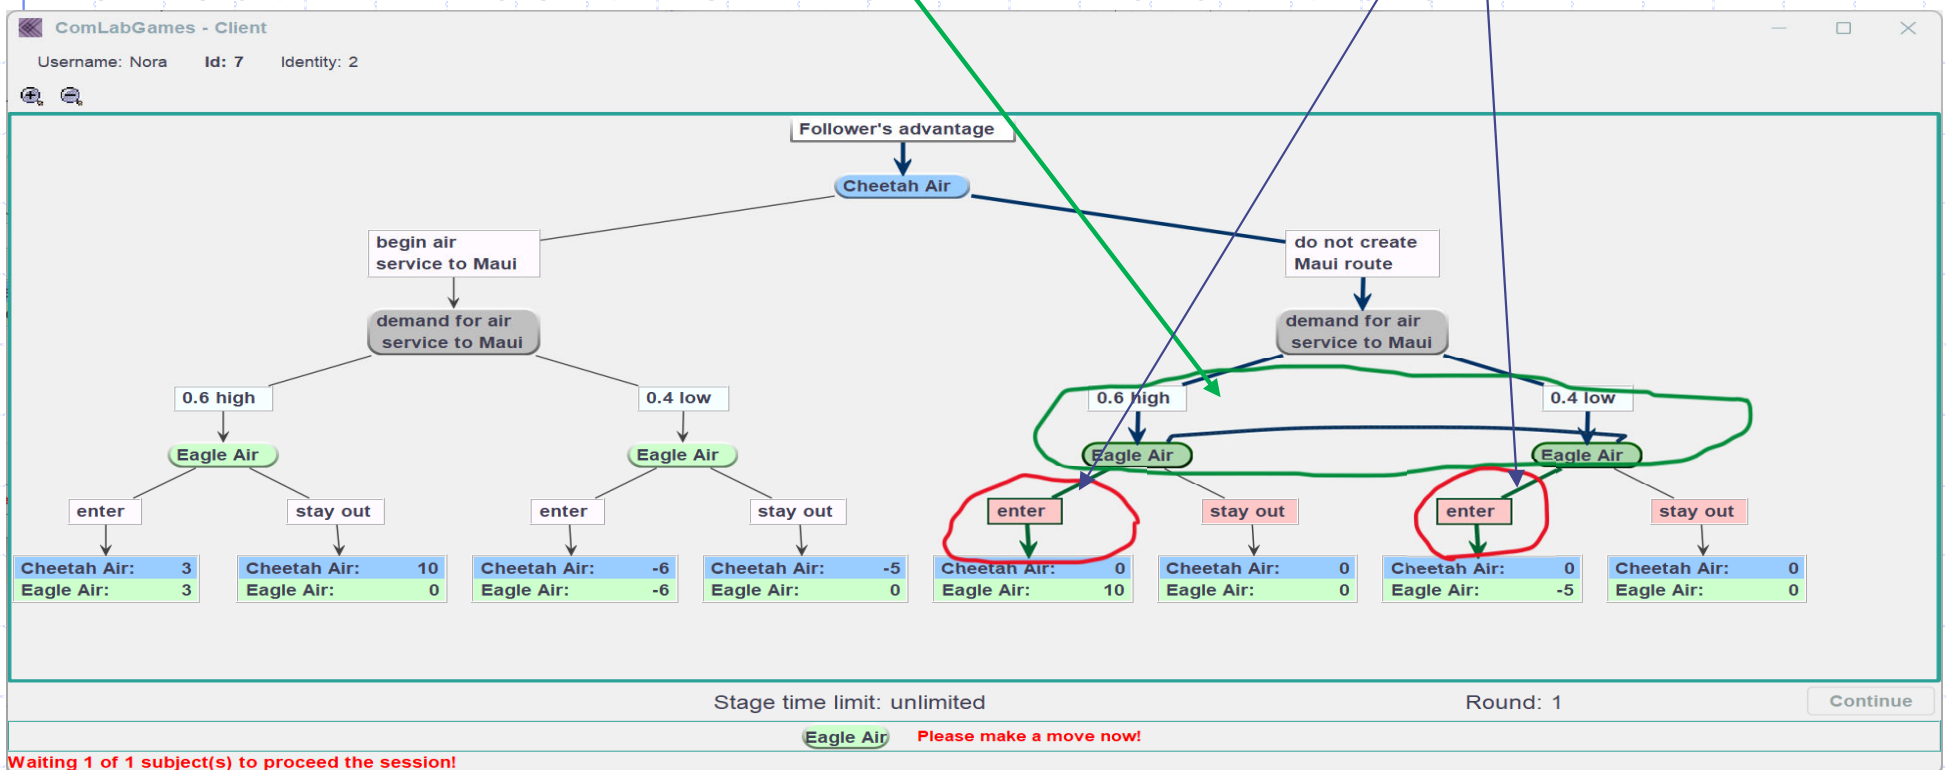 ComLabGames - Client
Username: Nora Id: 7 Identity: 2
Follower's advantage
Cheetah Air
begin air
service to Maui
do not create
Maui route
demand for air
service to Maui
demand for air
service to Maui
0.6 high
0.4 low
0.6 high
0.4 low
Eagle Air
Eagle Air
Eagle Air
Eagle Air
enter
stay out
enter
stay out
enter
stay out
enter
stay out
Cheetah Air: 3
Eagle Air: 3
Cheetah Air: 10
Eagle Air: 0
Cheetah Air: -6
Eagle Air: -6
Cheetah Air: -5
Eagle Air: 0
Cheetah Air: 0
Eagle Air: 10
Cheetah Air: 0
Eagle Air: 0
Cheetah Air: 0
Eagle Air: -5
Cheetah Air: 0
Eagle Air: 0
Stage time limit: unlimited
Round: 1
Continue
Eagle Air Please make a move now!
Waiting 1 of 1 subject(s) to proceed the session!